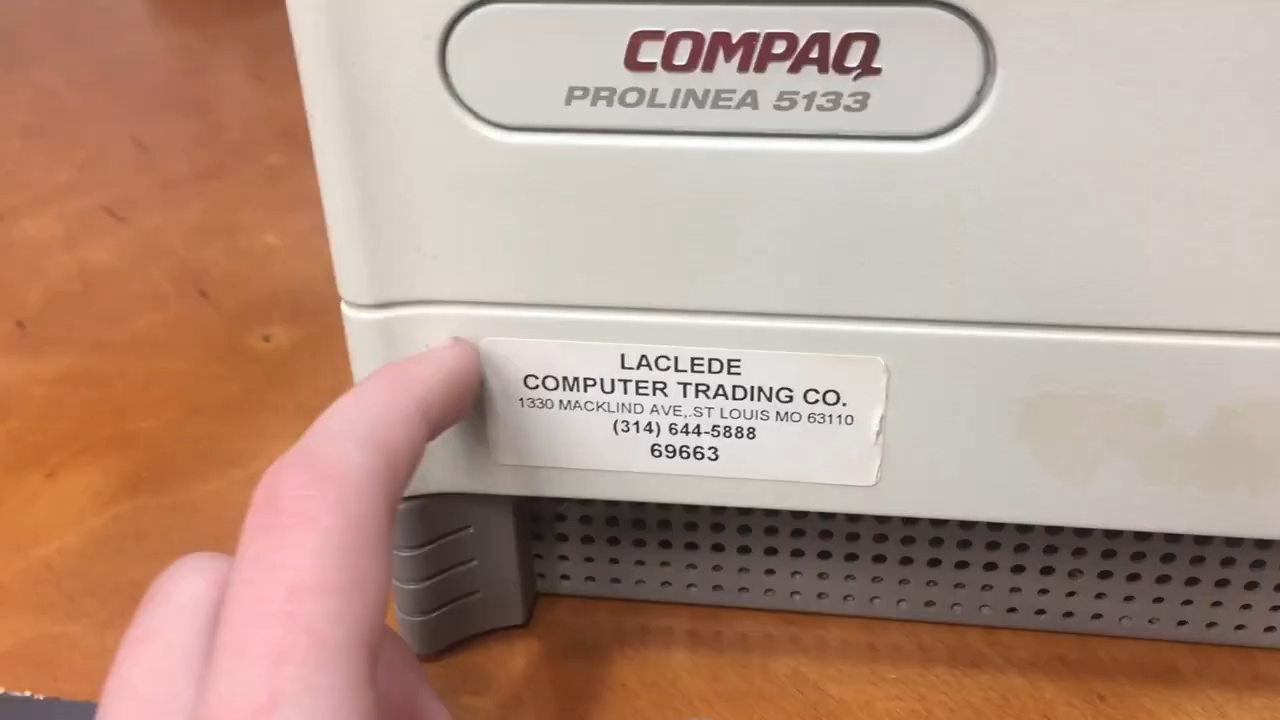 COMPAQ
PROLINEA 5133
LACLEDE
COMPUTER TRADING CO.
1330 MACKLIND AVE,.ST LOUIS MO 63110
(314) 644-5888
69663